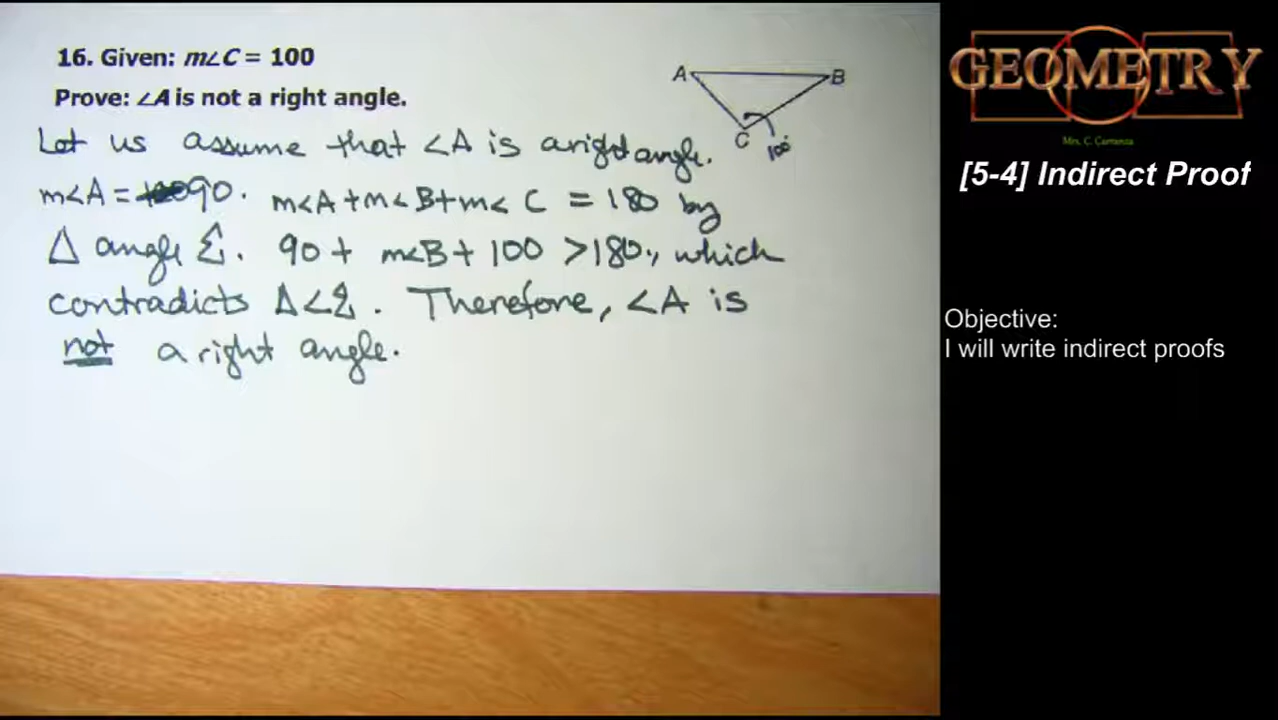 16. Given: m∠C = 100
Prove: ∠A is not a right angle.
Let us assume that ∠A is a right angle.
m∠A = 90. m∠A + m∠B + m∠C = 180 by
Δ angle Σ. 90 + m∠B + 100 > 180, which
contradicts Δ∠Σ. Therefore, ∠A is
not a right angle.
A
B
C
100°
GEOMETRY
Mrs. C. Carranza
[5-4] Indirect Proof
Objective:
I will write indirect proofs